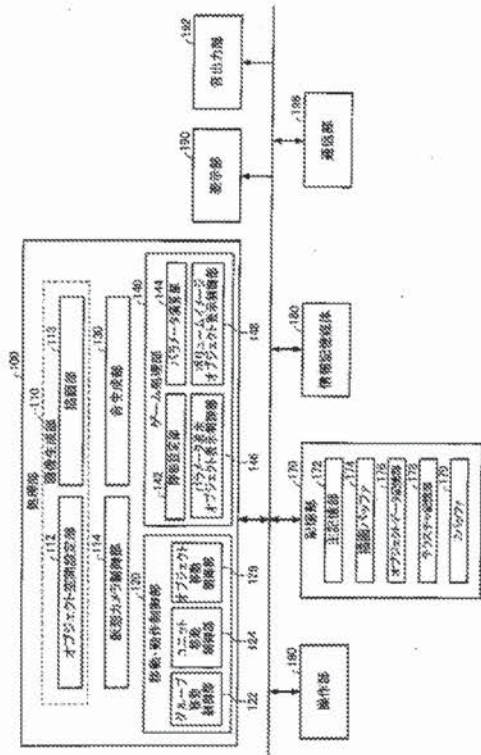 100
処理部
110
画像生成部
112
オブジェクト空間設定部
113
描画部
114
仮想カメラ制御部
130
音生成部
120
移動・動作制御部
グループ
移動
制御部
122
ユニット
移動
制御部
124
オブジェクト
移動
制御部
140
ゲーム処理部
142
144
パラメータ演算部
パラメータ表示
オブジェクト表示制御部
146
ボリュームイメージ
オブジェクト表示制御部
148
190
表示部
192
音出力部
操作部
170
記憶部
主記憶部
172
描画バッファ
174
オブジェクトデータ記憶部
176
テクスチャ記憶部
178
Zバッファ
179
180
情報記憶媒体
通信部